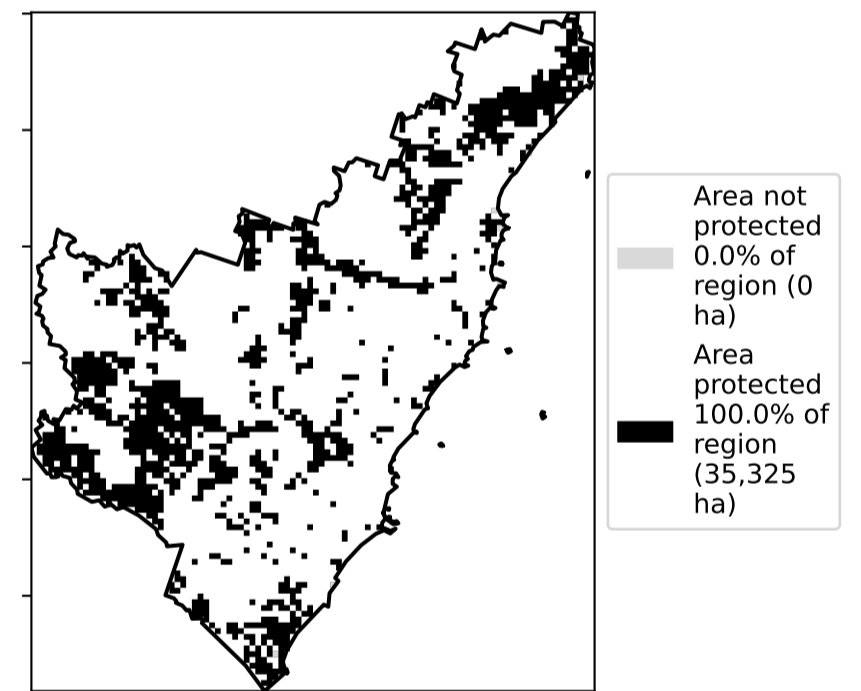 Area not
protected
0.0% of
region (0
ha)
Area
protected
100.0% of
region
(35,325
ha)